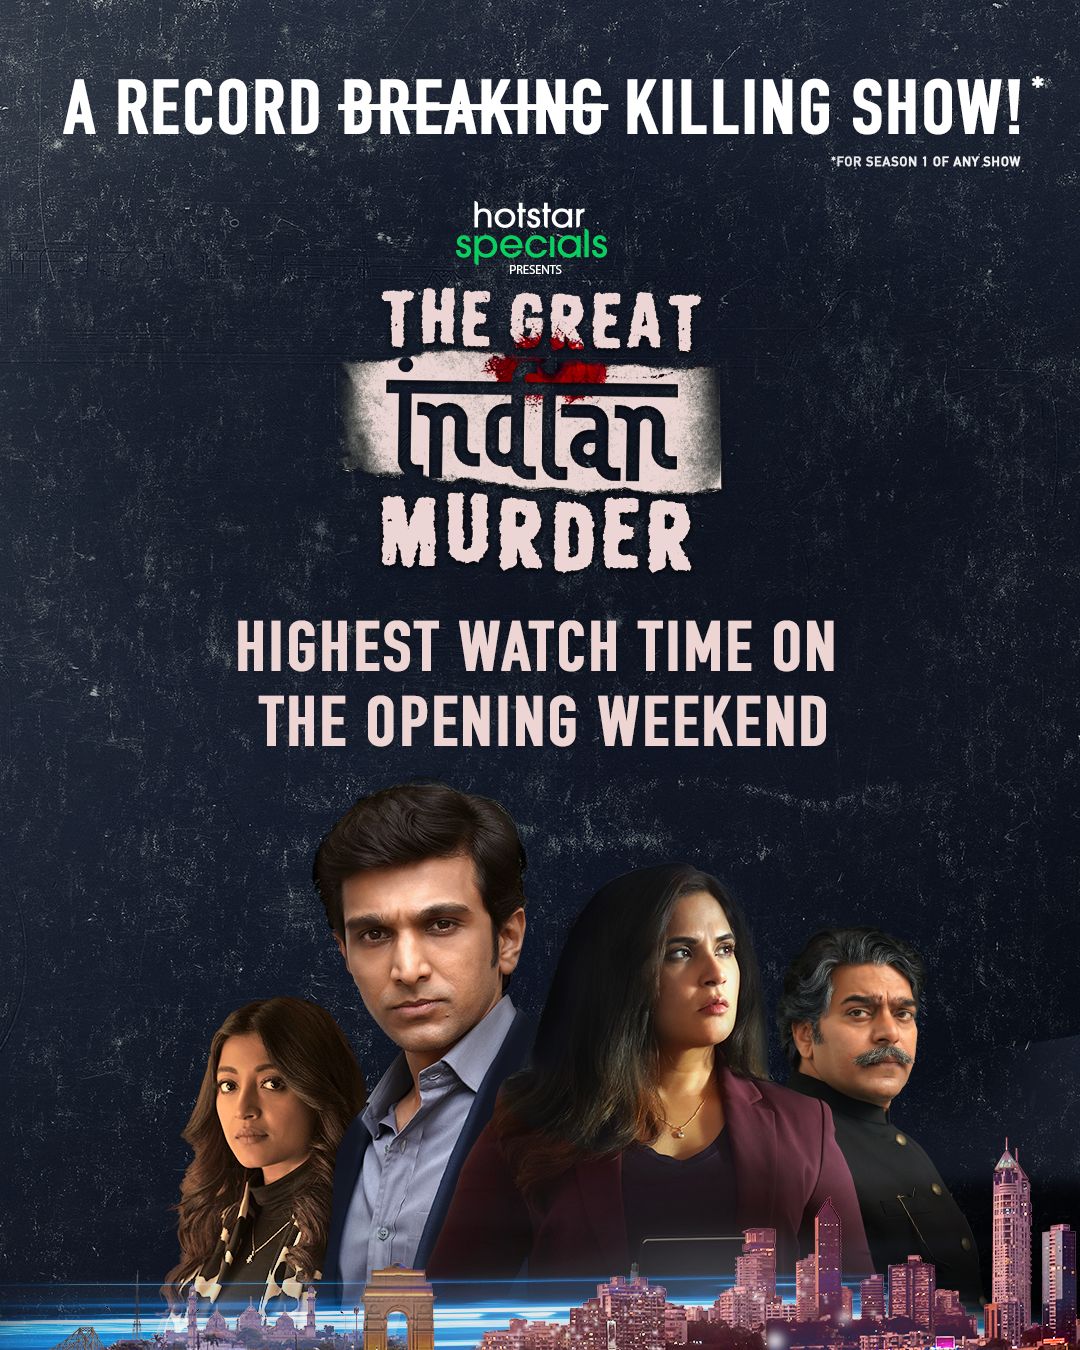 A RECORD BREAKING KILLING SHOW!*
*FOR SEASON 1 OF ANY SHOW
hotstar
specials
PRESENTS
THE GREAT
indian
MURDER
HIGHEST WATCH TIME ON
THE OPENING WEEKEND